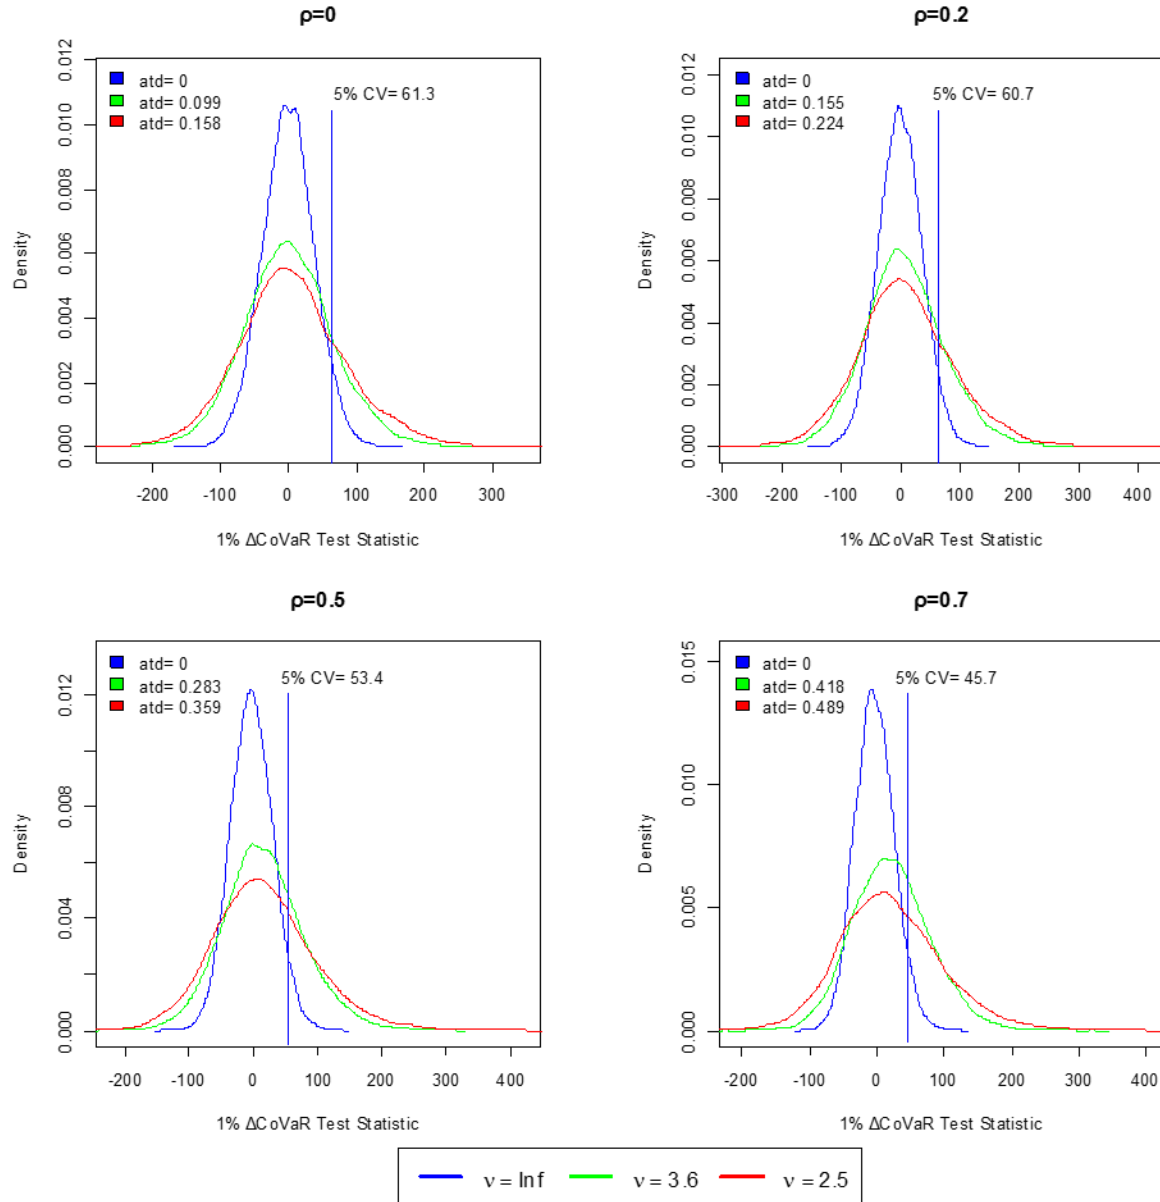 ρ=0
0.012
0.010
0.008
0.006
0.004
0.002
0.000
Density
atd= 0
atd= 0.099
atd= 0.158
5% CV= 61.3
-200 -100 0 100 200 300
1% ΔCoVaR Test Statistic
ρ=0.2
0.012
0.010
0.008
0.006
0.004
0.002
0.000
Density
atd= 0
atd= 0.155
atd= 0.224
5% CV= 60.7
-300 -200 -100 0 100 200 300 400
1% ΔCoVaR Test Statistic
ρ=0.5
0.012
0.008
0.004
0.000
Density
atd= 0
atd= 0.283
atd= 0.359
5% CV= 53.4
-200 -100 0 100 200 300 400
1% ΔCoVaR Test Statistic
ρ=0.7
0.015
0.010
0.005
0.000
Density
atd= 0
atd= 0.418
atd= 0.489
5% CV= 45.7
-200 -100 0 100 200 300 400
1% ΔCoVaR Test Statistic
ν = Inf ν = 3.6 ν = 2.5